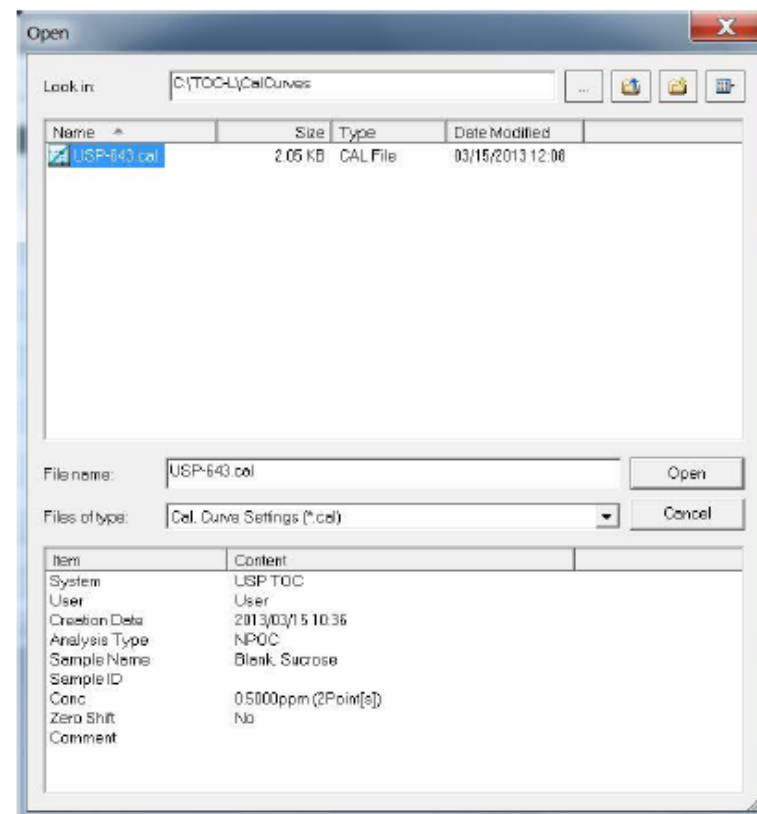 Open
Look in: C:\TOC-L\CalCurves ...
Name Size Type Date Modified
USP-643.cal 2.05 KB CAL File 03/15/2013 12:08
File name: USP-643.cal Open
Files of type: Cal. Curve Settings (*.cal) Cancel
Item Content
System USP TOC
User User
Creation Date 2013/03/15 10:36
Analysis Type NPOC
Sample Name Blank, Sucrose
Sample ID
Conc 0.5000ppm (2Point[s])
Zero Shift No
Comment